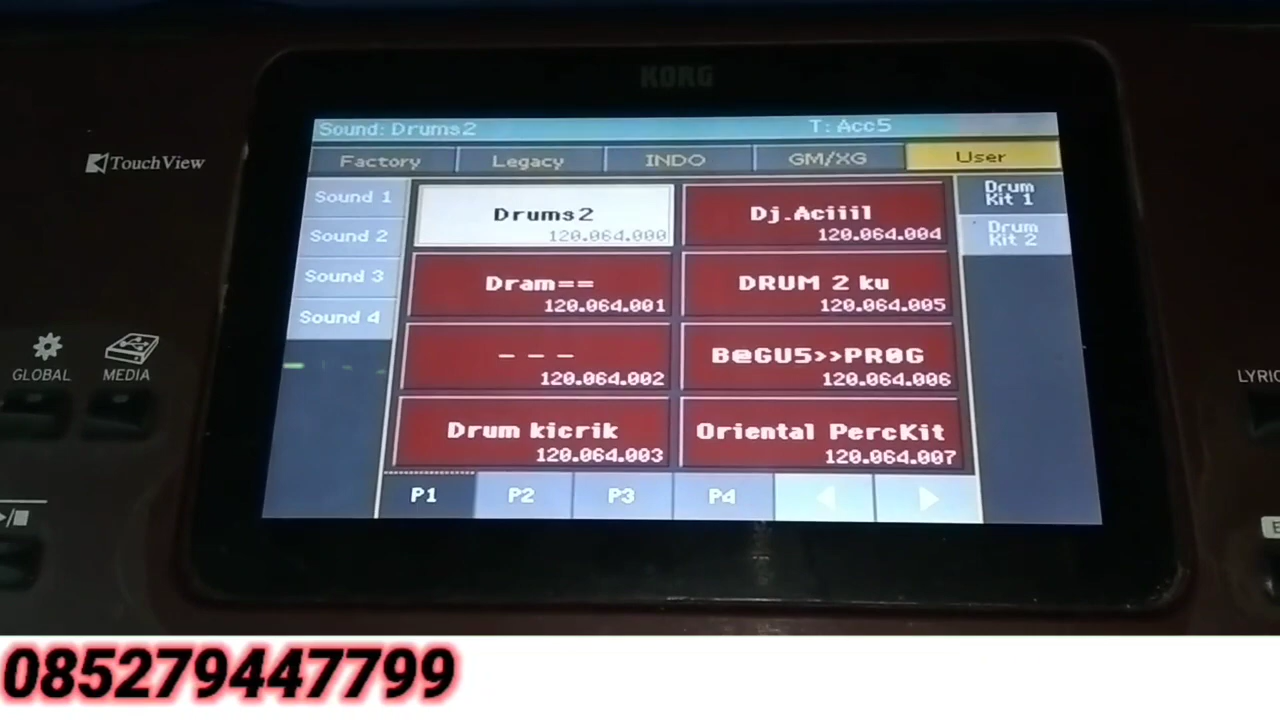 KORG
Sound: Drums2 T: Acc5
TouchView
Factory Legacy INDO GM/XG User
Sound 1
Sound 2
Sound 3
Sound 4
Drums2
120.064.000
Dj.Aciiil
120.064.004
Drum
Kit 1
Drum
Kit 2
Dram==
120.064.001
DRUM 2 ku
120.064.005
- - -
120.064.002
B@GU5>>PR0G
120.064.006
Drum kicrik
120.064.003
Oriental PercKit
120.064.007
P1 P2 P3 P4
GLOBAL MEDIA
085279447799